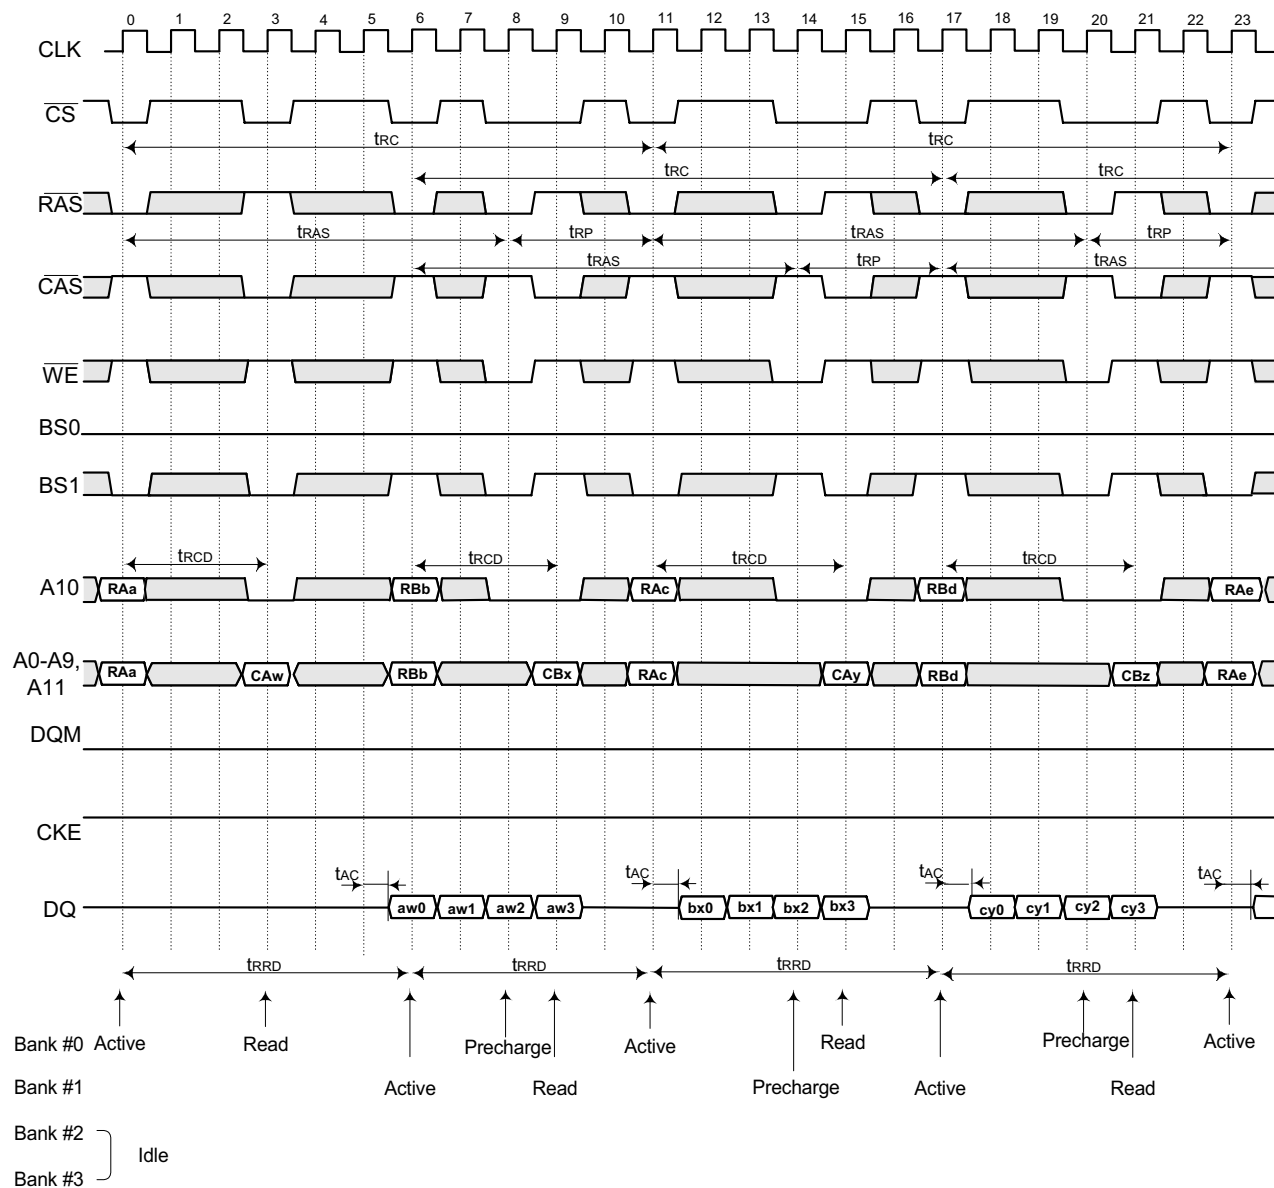 0 1 2 3 4 5 6 7 8 9 10 11 12 13 14 15 16 17 18 19 20 21 22 23
CLK
CS
tRC tRC
tRC tRC
RAS
tRAS tRP tRAS tRP
tRAS tRP tRAS
CAS
WE
BS0
BS1
tRCD tRCD tRCD tRCD
A10 RAa RBb RAc RBd RAe
A0-A9,
A11
RAa CAw RBb CBx RAc CAy RBd CBz RAe
DQM
CKE
tAC tAC tAC tAC
DQ aw0 aw1 aw2 aw3 bx0 bx1 bx2 bx3 cy0 cy1 cy2 cy3
tRRD tRRD tRRD tRRD
Bank #0 Active Read Precharge Active Read Precharge Active
Bank #1 Active Read Precharge Active Read
Bank #2
Idle
Bank #3